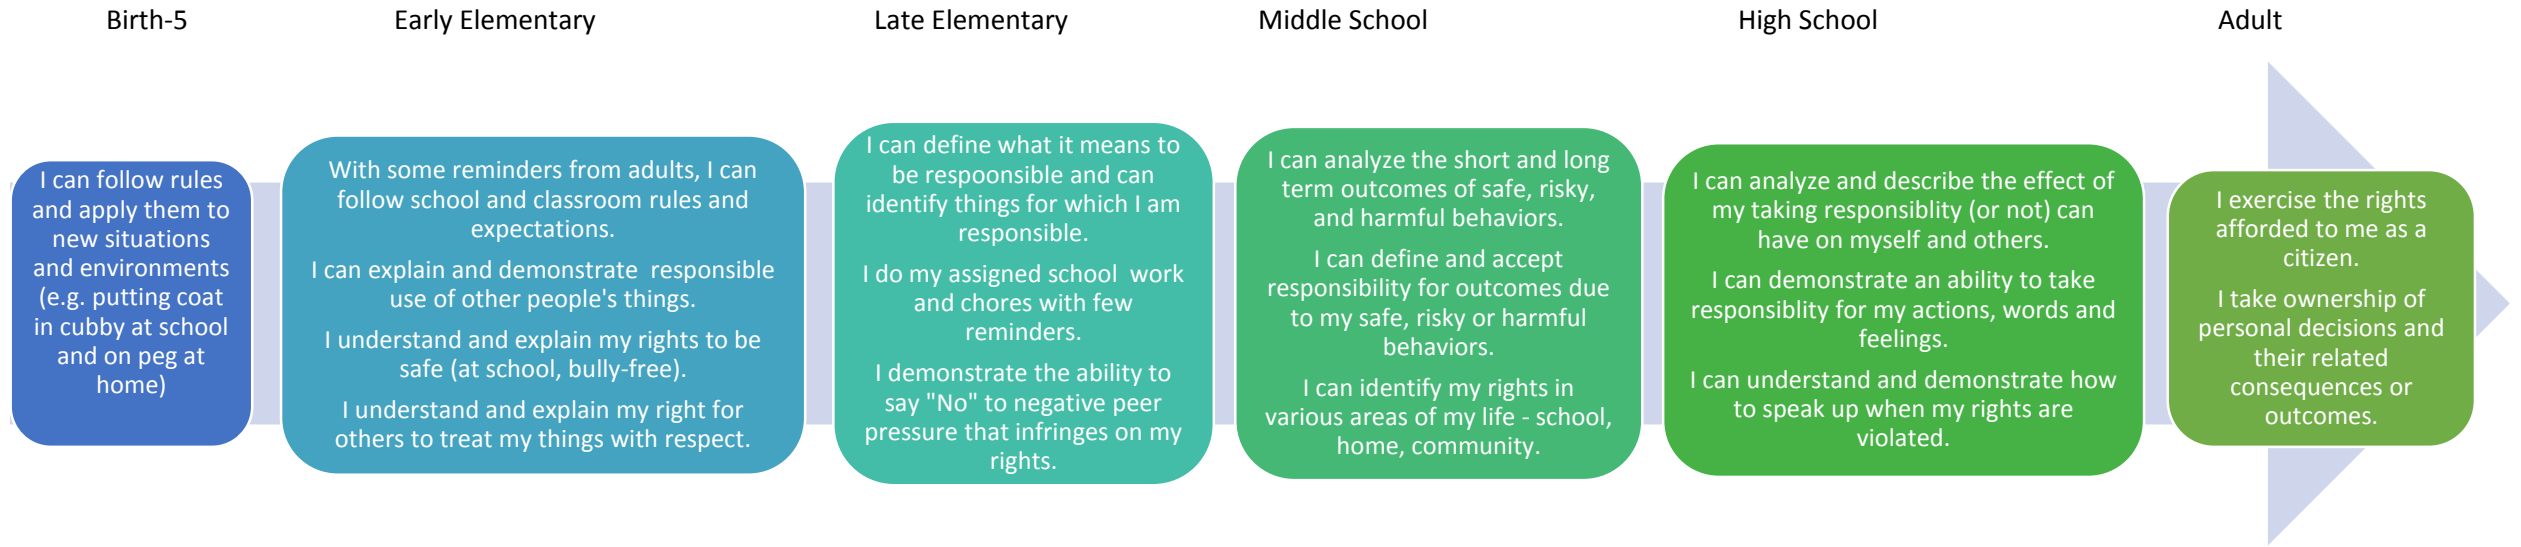 Birth-5
Early Elementary
Late Elementary
Middle School
High School
Adult
I can follow rules
and apply them to
new situations
and environments
(e.g. putting coat
in cubby at school
and on peg at
home)
With some reminders from adults, I can
follow school and classroom rules and
expectations.
I can explain and demonstrate  responsible
use of other people's things.
I understand and explain my rights to be
safe (at school, bully-free).
I understand and explain my right for
others to treat my things with respect.
I can define what it means to
be respoonsible and can
identify things for which I am
responsible.
I do my assigned school  work
and chores with few
reminders.
I demonstrate the ability to
say "No" to negative peer
pressure that infringes on my
rights.
I can analyze the short and long
term outcomes of safe, risky,
and harmful behaviors.
I can define and accept
responsibility for outcomes due
to my safe, risky or harmful
behaviors.
I can identify my rights in
various areas of my life - school,
home, community.
I can analyze and describe the effect of
my taking responsiblity (or not) can
have on myself and others.
I can demonstrate an ability to take
responsiblity for my actions, words and
feelings.
I can understand and demonstrate how
to speak up when my rights are
violated.
I exercise the rights
afforded to me as a
citizen.
I take ownership of
personal decisions and
their related
consequences or
outcomes.